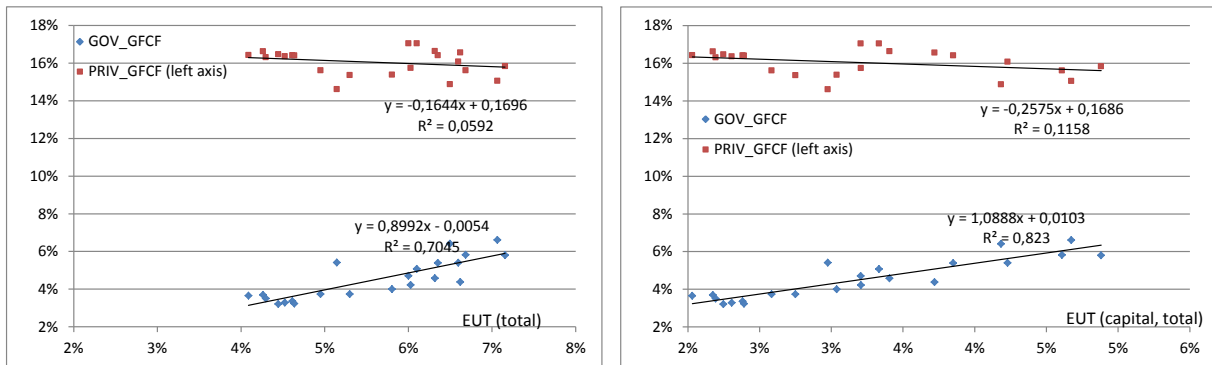 18%
GOV_GFCF
16%
PRIV_GFCF (left axis)
14%
y = -0,1644x + 0,1696
R² = 0,0592
12%
10%
8%
y = 0,8992x - 0,0054
R² = 0,7045
6%
4%
EUT (total)
2%
2% 4% 5% 6% 7% 8%
18%
16%
14%
y = -0,2575x + 0,1686
GOV_GFCF
R² = 0,1158
12%
PRIV_GFCF (left axis)
10%
8%
y = 1,0888x + 0,0103
R² = 0,823
6%
4%
EUT (capital, total)
2%
2% 3% 3% 4% 4% 5% 5% 6%